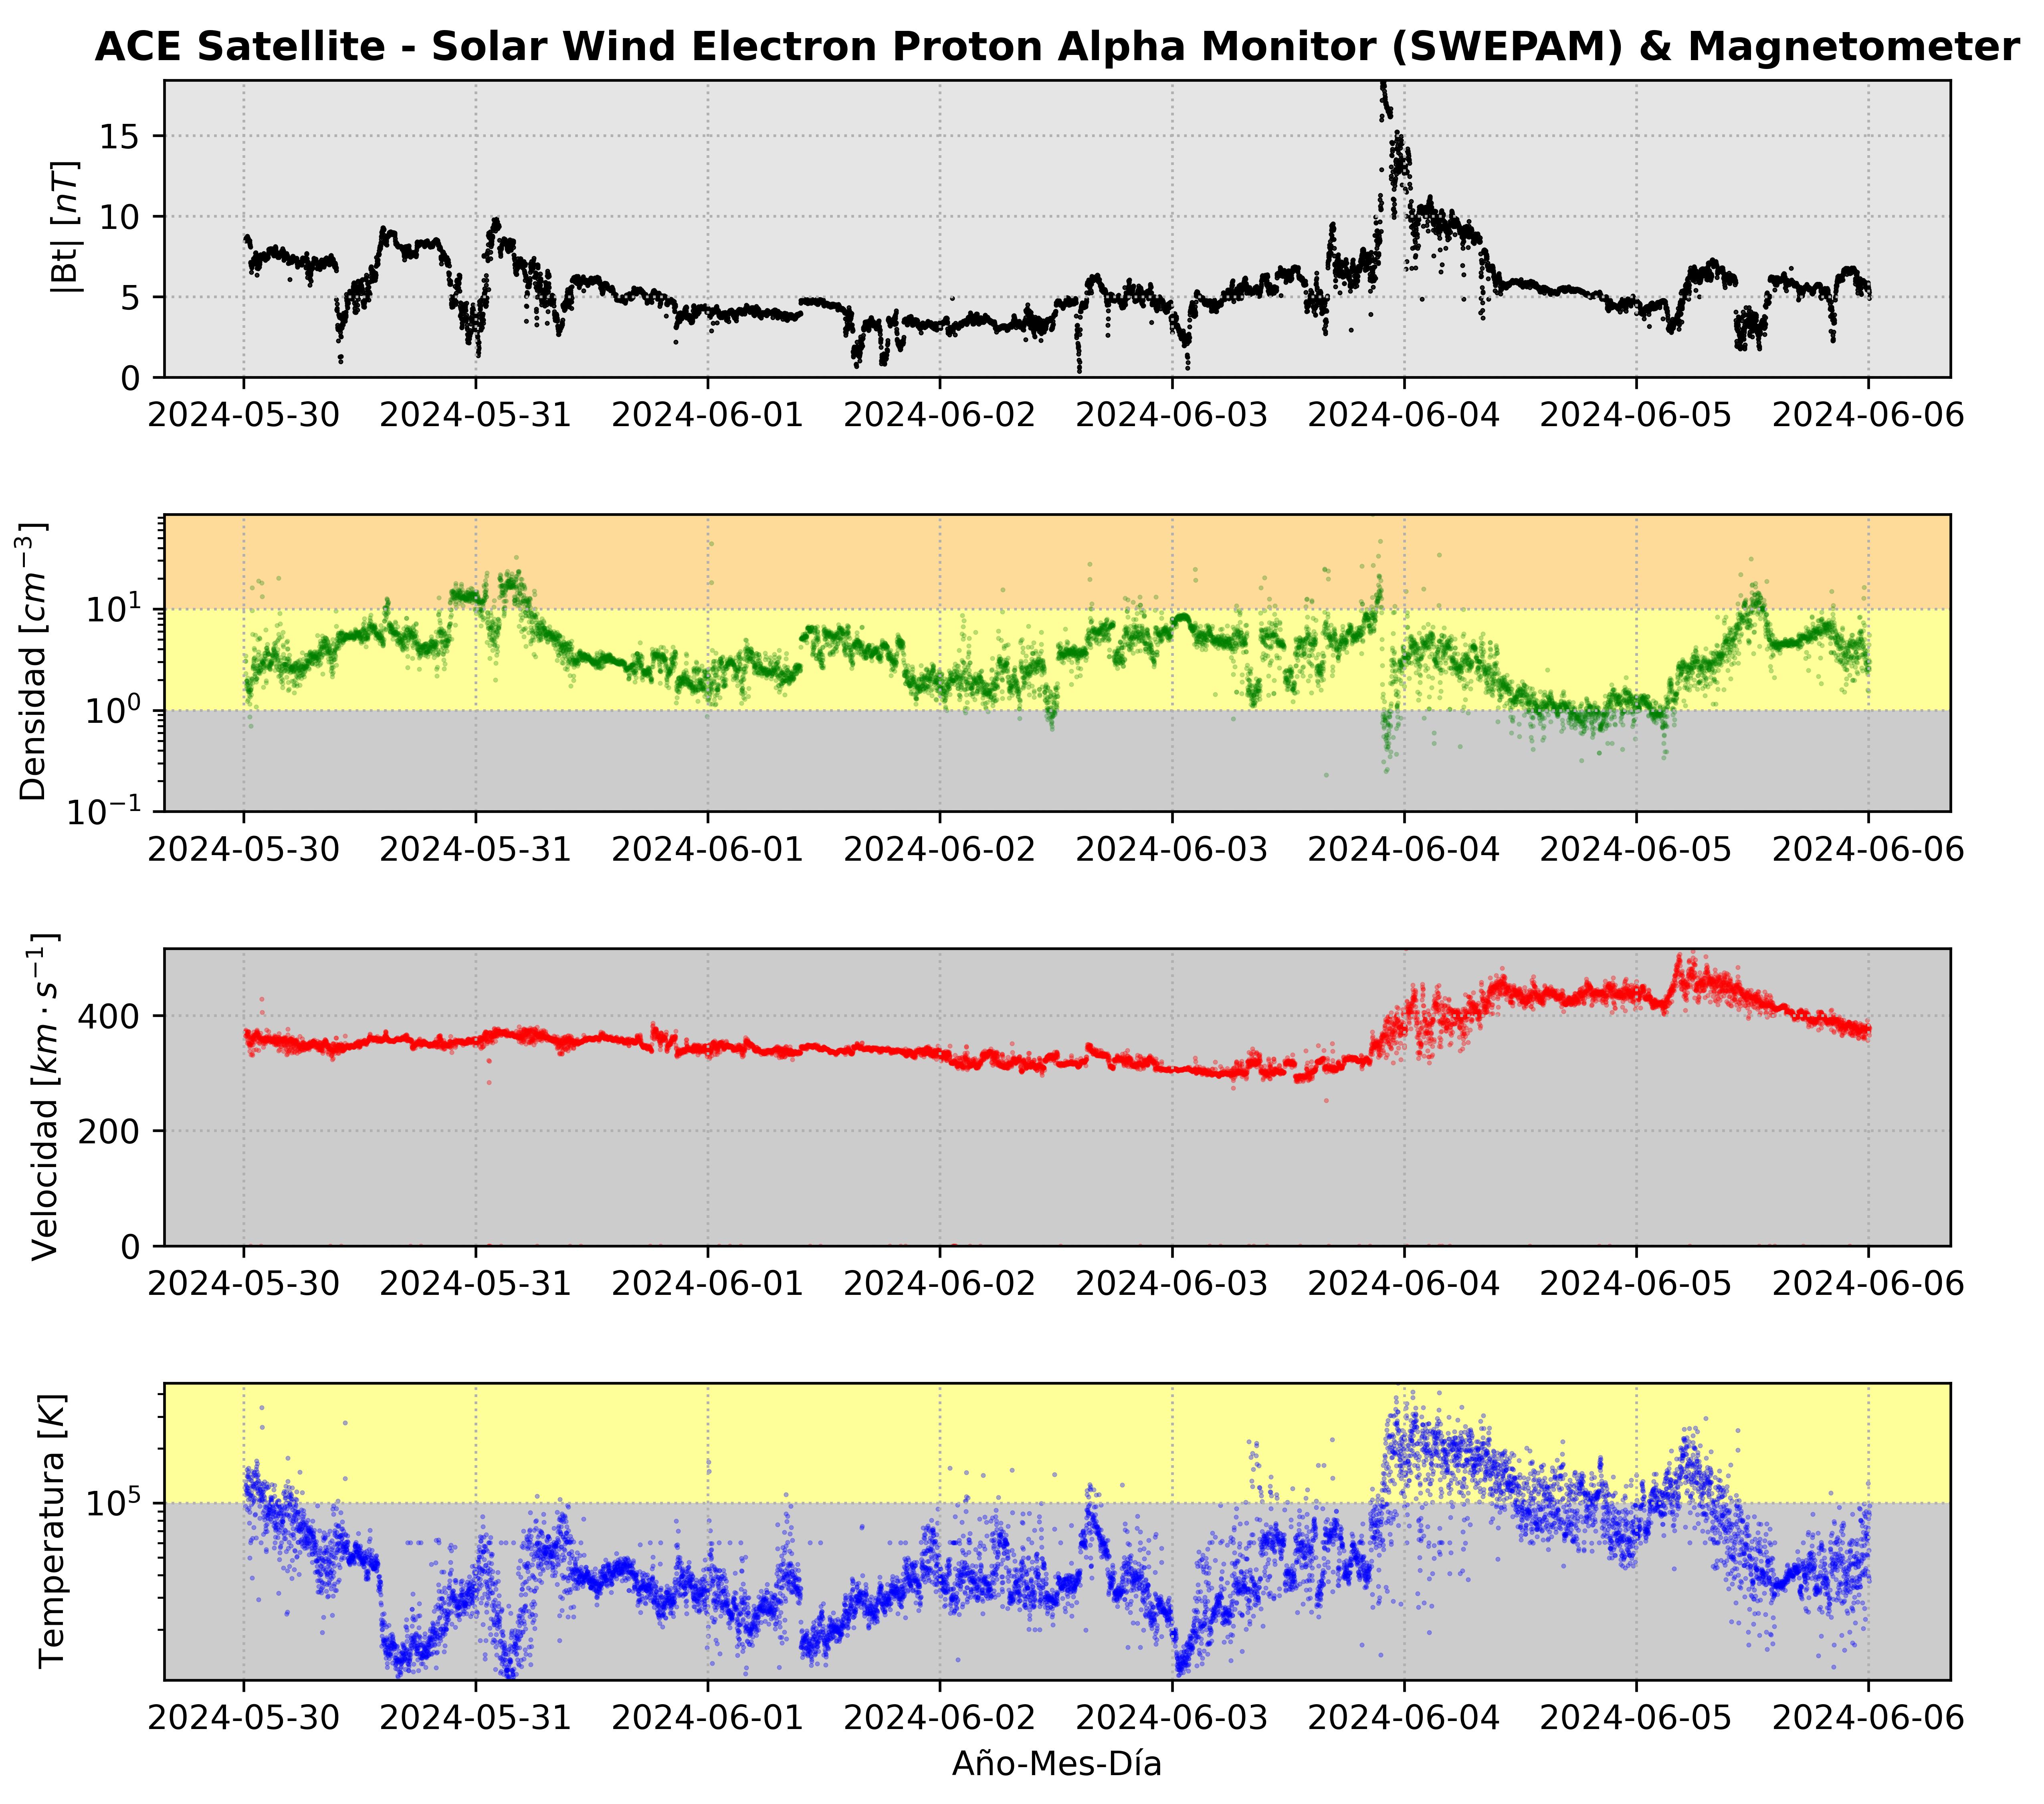 ACE Satellite - Solar Wind Electron Proton Alpha Monitor (SWEPAM) & Magnetometer
|Bt| [nT]
15
10
5
0
2024-05-30 2024-05-31 2024-06-01 2024-06-02 2024-06-03 2024-06-04 2024-06-05 2024-06-06
Densidad [cm⁻³]
10¹
10⁰
10⁻¹
2024-05-30 2024-05-31 2024-06-01 2024-06-02 2024-06-03 2024-06-04 2024-06-05 2024-06-06
Velocidad [km · s⁻¹]
400
200
0
2024-05-30 2024-05-31 2024-06-01 2024-06-02 2024-06-03 2024-06-04 2024-06-05 2024-06-06
Temperatura [K]
10⁵
2024-05-30 2024-05-31 2024-06-01 2024-06-02 2024-06-03 2024-06-04 2024-06-05 2024-06-06
Año-Mes-Día